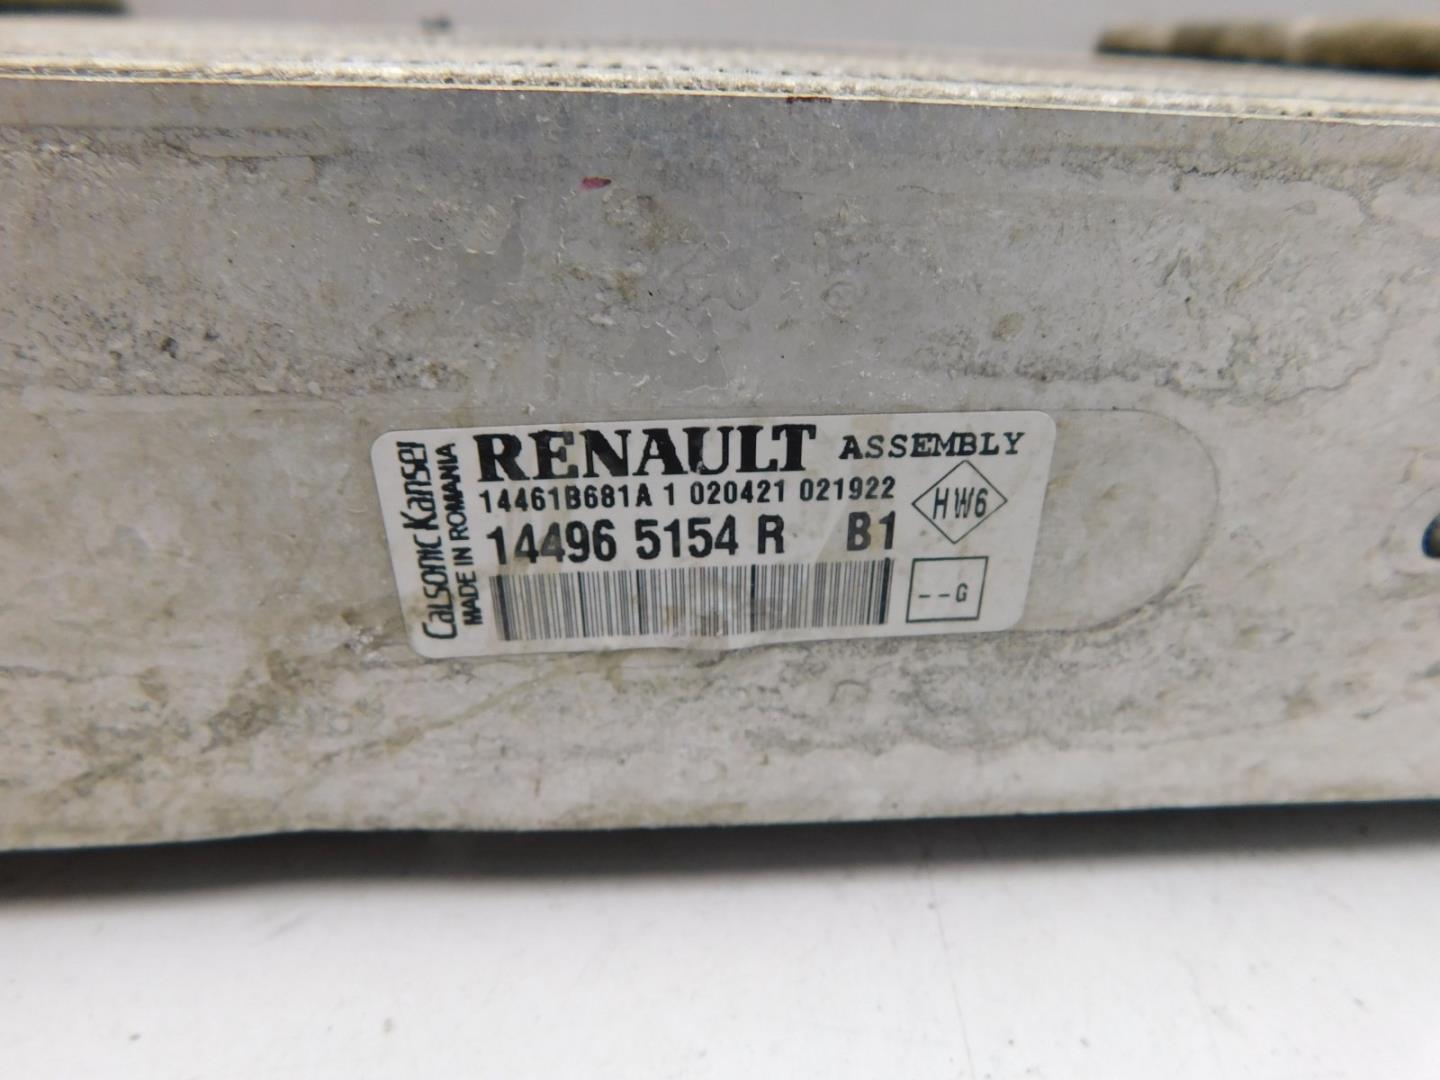 Calsonic Kansei
MADE IN ROMANIA
RENAULT ASSEMBLY
14461B681A 1 020421 021922
14496 5154 R B1
HW6
--G